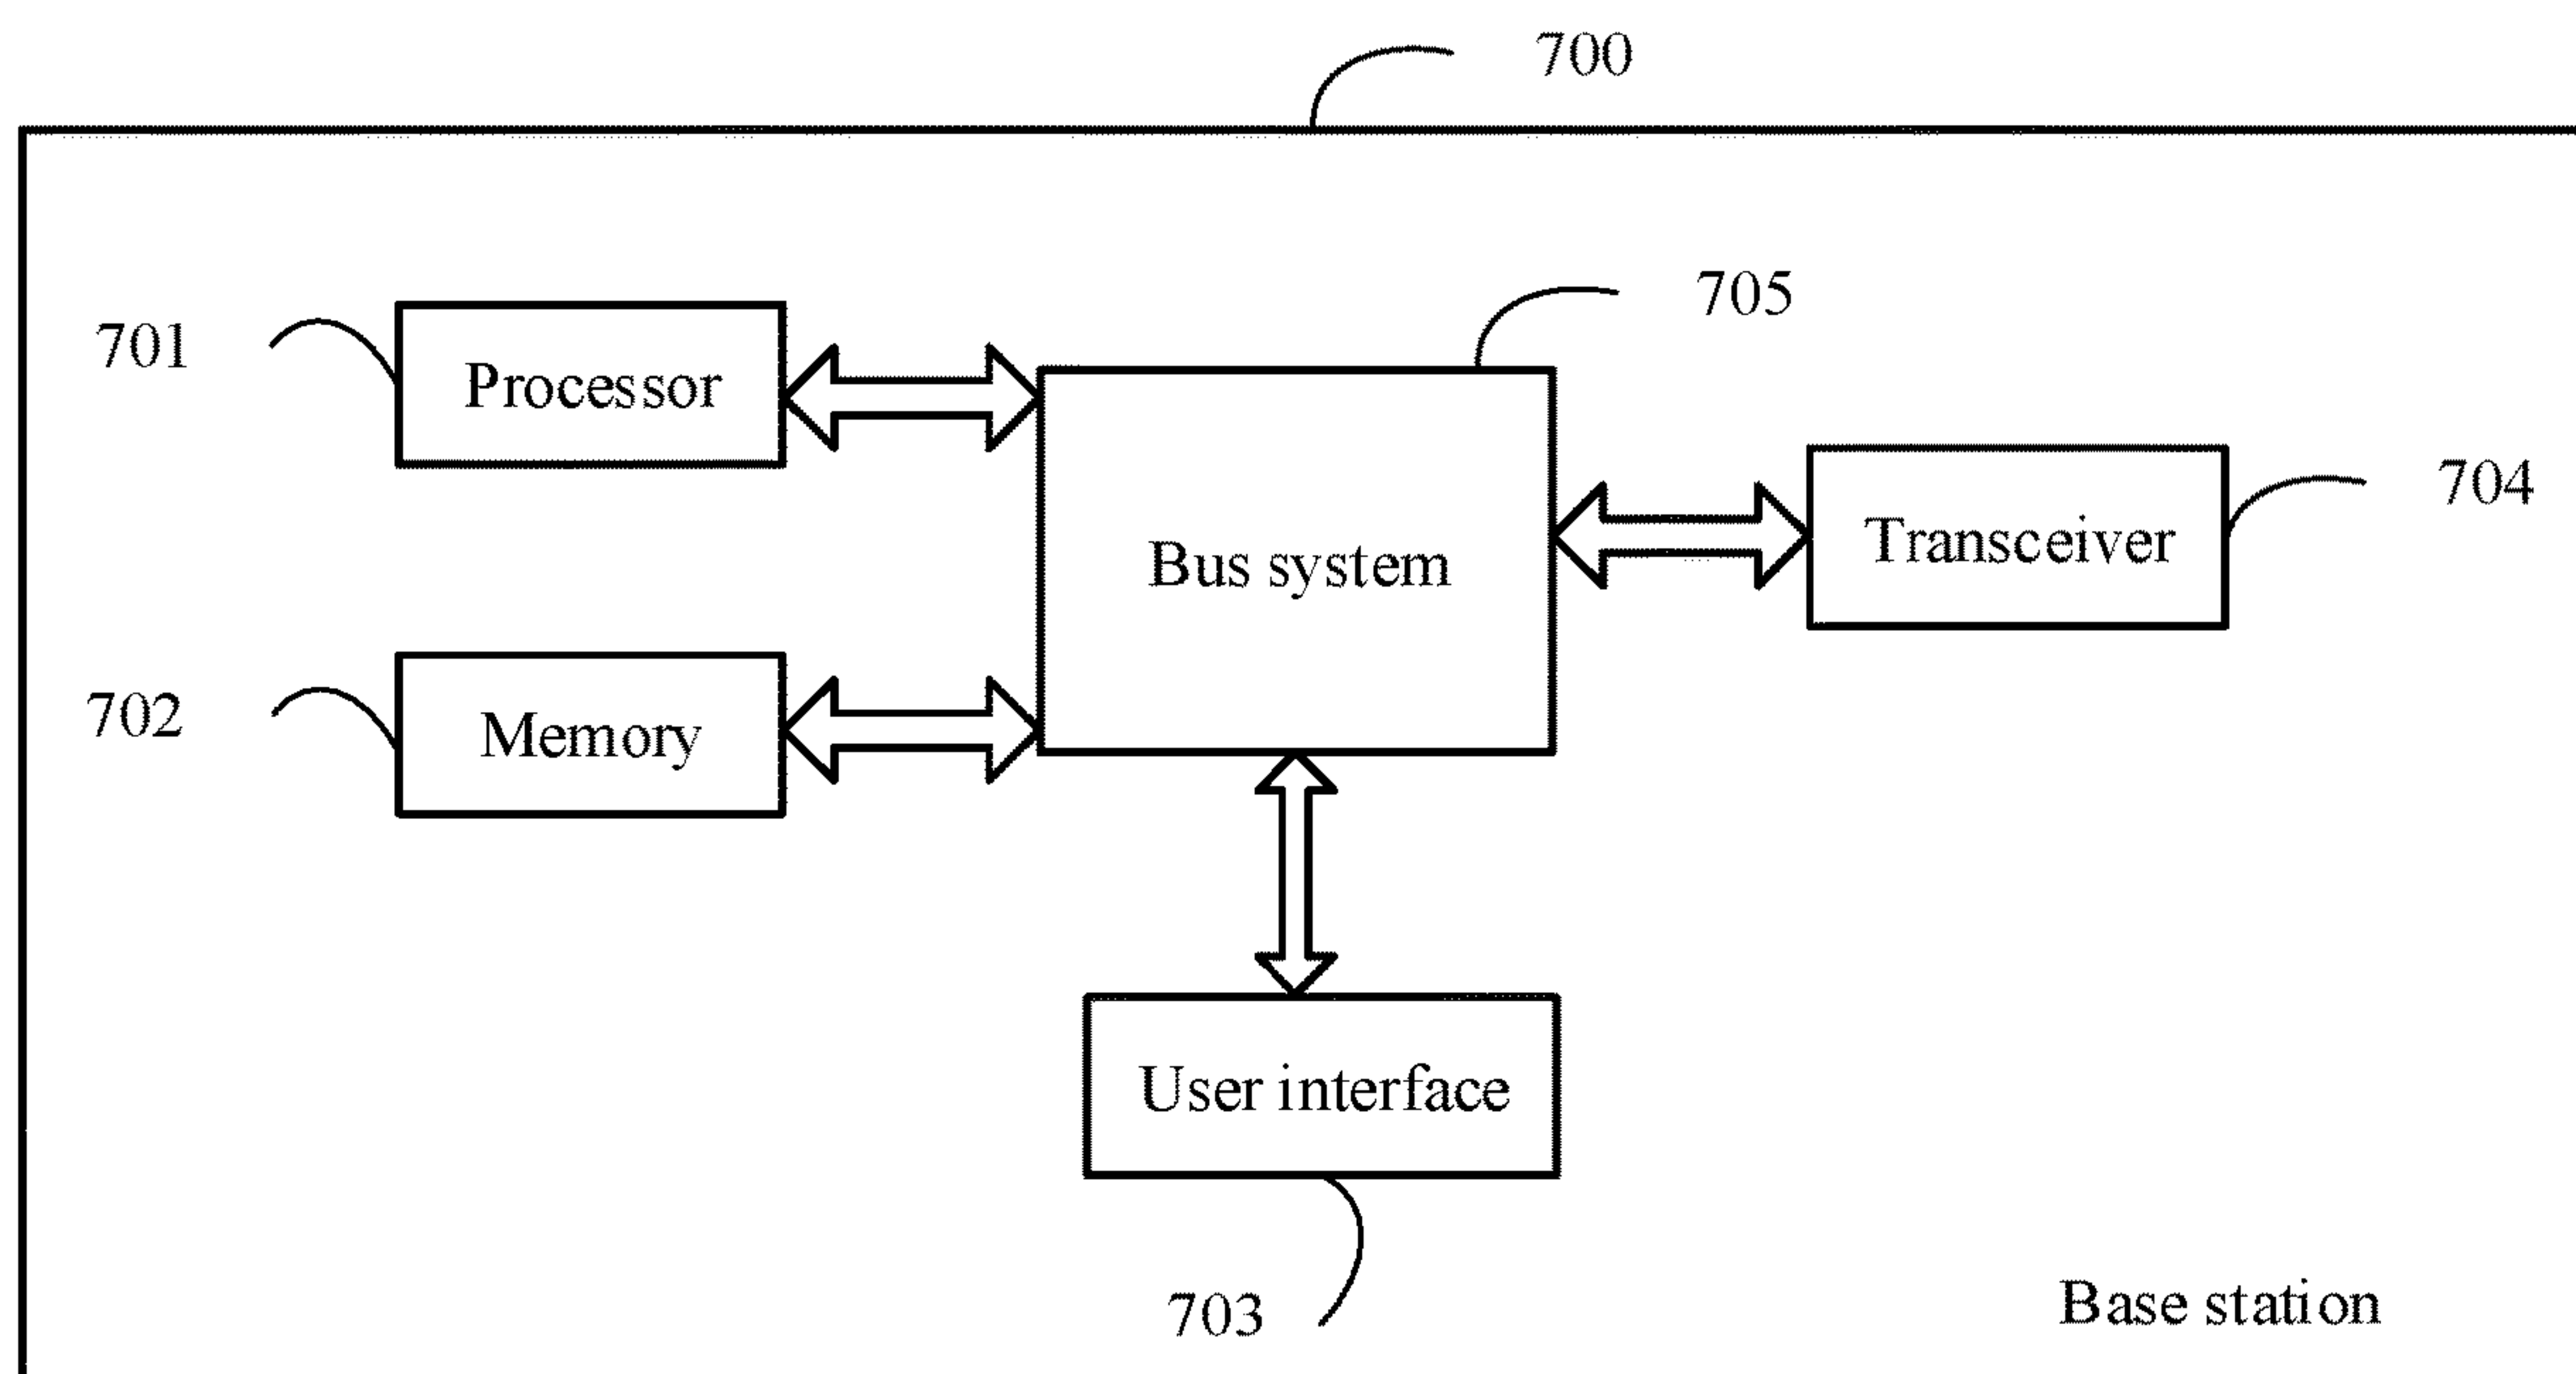 700
705
701
Processor
704
Transceiver
Bus system
702
Memory
User interface
703
Base station